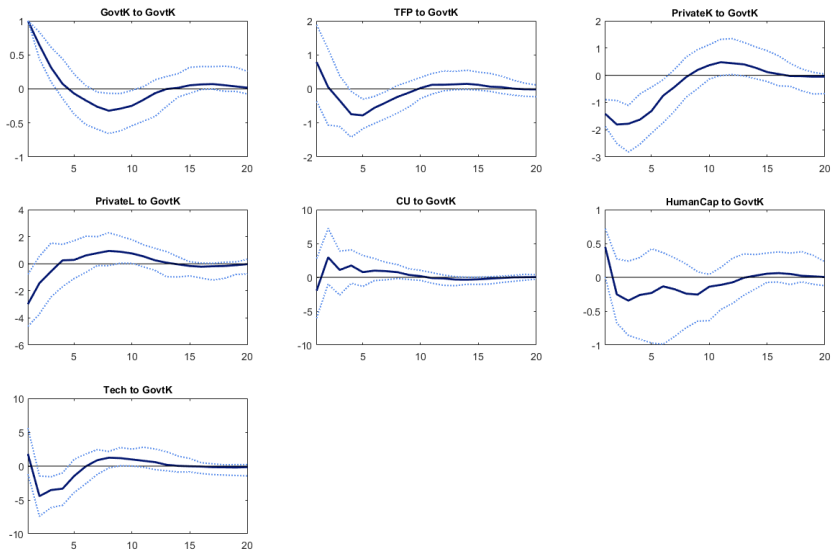 GovtK to GovtK
1
0.5
0
-0.5
-1
5 10 15 20
TFP to GovtK
2
1
0
-1
-2
5 10 15 20
PrivateK to GovtK
2
1
0
-1
-2
-3
5 10 15 20
PrivateL to GovtK
4
2
0
-2
-4
-6
5 10 15 20
CU to GovtK
10
5
0
-5
-10
5 10 15 20
HumanCap to GovtK
1
0.5
0
-0.5
-1
5 10 15 20
Tech to GovtK
10
5
0
-5
-10
5 10 15 20